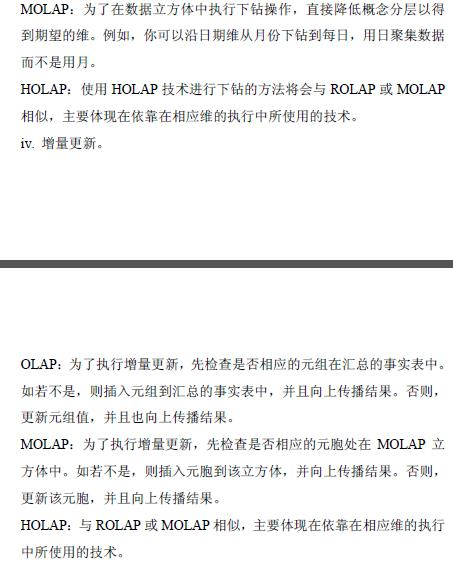 MOLAP：为了在数据立方体中执行下钻操作，直接降低概念分层以得
到期望的维。例如，你可以沿日期维从月份下钻到每日，用日聚集数据
而不是用月。
HOLAP：使用 HOLAP 技术进行下钻的方法将会与 ROLAP 或 MOLAP
相似，主要体现在依靠在相应维的执行中所使用的技术。
iv. 增量更新。
OLAP：为了执行增量更新，先检查是否相应的元组在汇总的事实表中。
如若不是，则插入元组到汇总的事实表中，并且向上传播结果。否则，
更新元组值，并且也向上传播结果。
MOLAP：为了执行增量更新，先检查是否相应的元胞处在 MOLAP 立
方体中。如若不是，则插入元胞到该立方体，并向上传播结果。否则，
更新该元胞，并且向上传播结果。
HOLAP：与 ROLAP 或 MOLAP 相似，主要体现在依靠在相应维的执行
中所使用的技术。